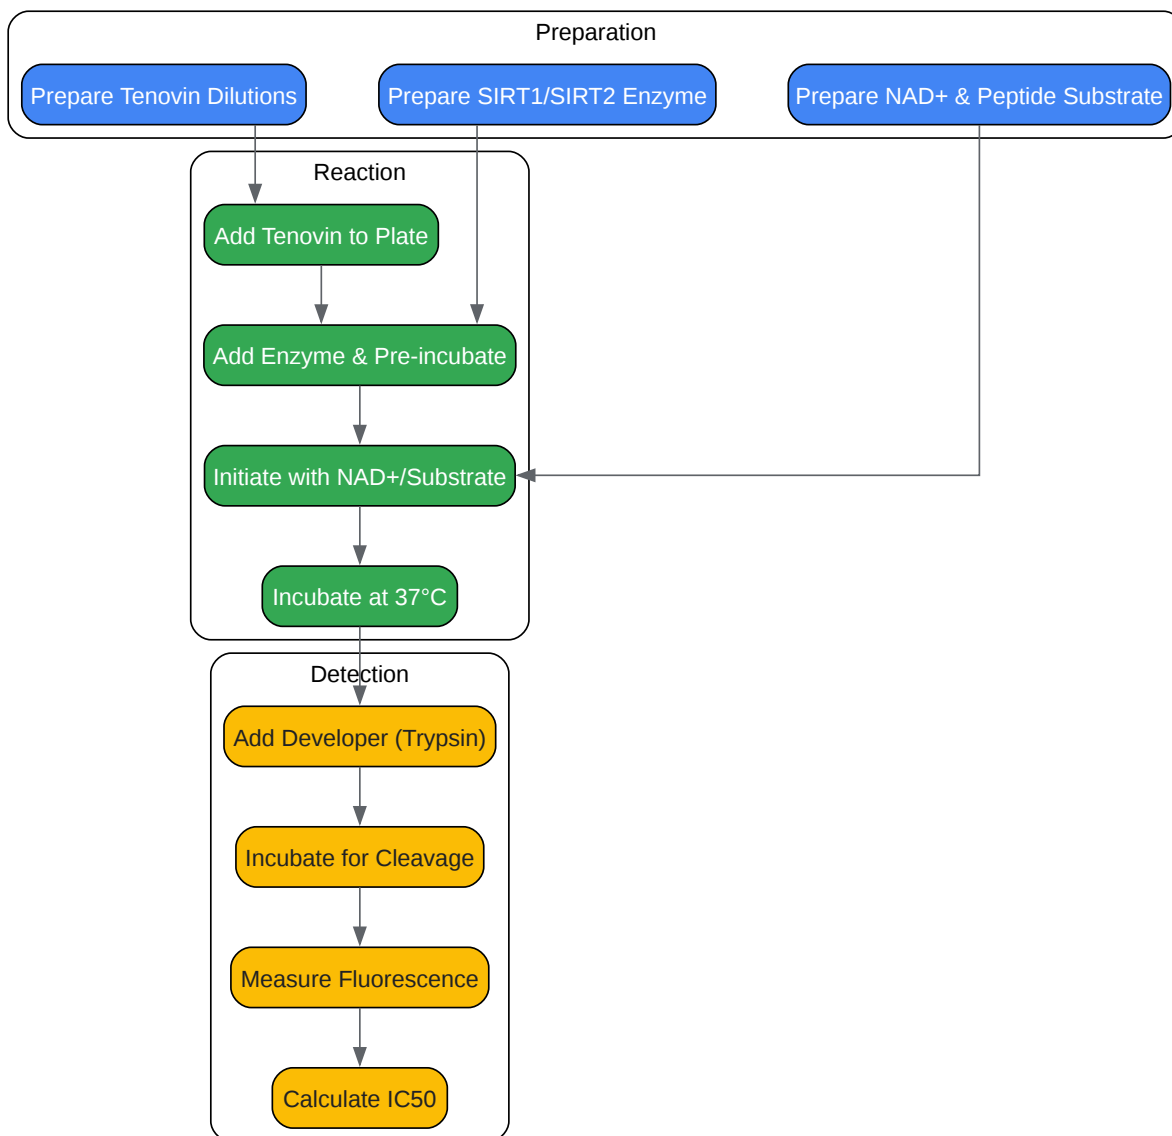 Preparation
Prepare Tenovin Dilutions
Prepare SIRT1/SIRT2 Enzyme
Prepare NAD+ & Peptide Substrate
Reaction
Add Tenovin to Plate
Add Enzyme & Pre-incubate
Initiate with NAD+/Substrate
Incubate at 37°C
Detection
Add Developer (Trypsin)
Incubate for Cleavage
Measure Fluorescence
Calculate IC50